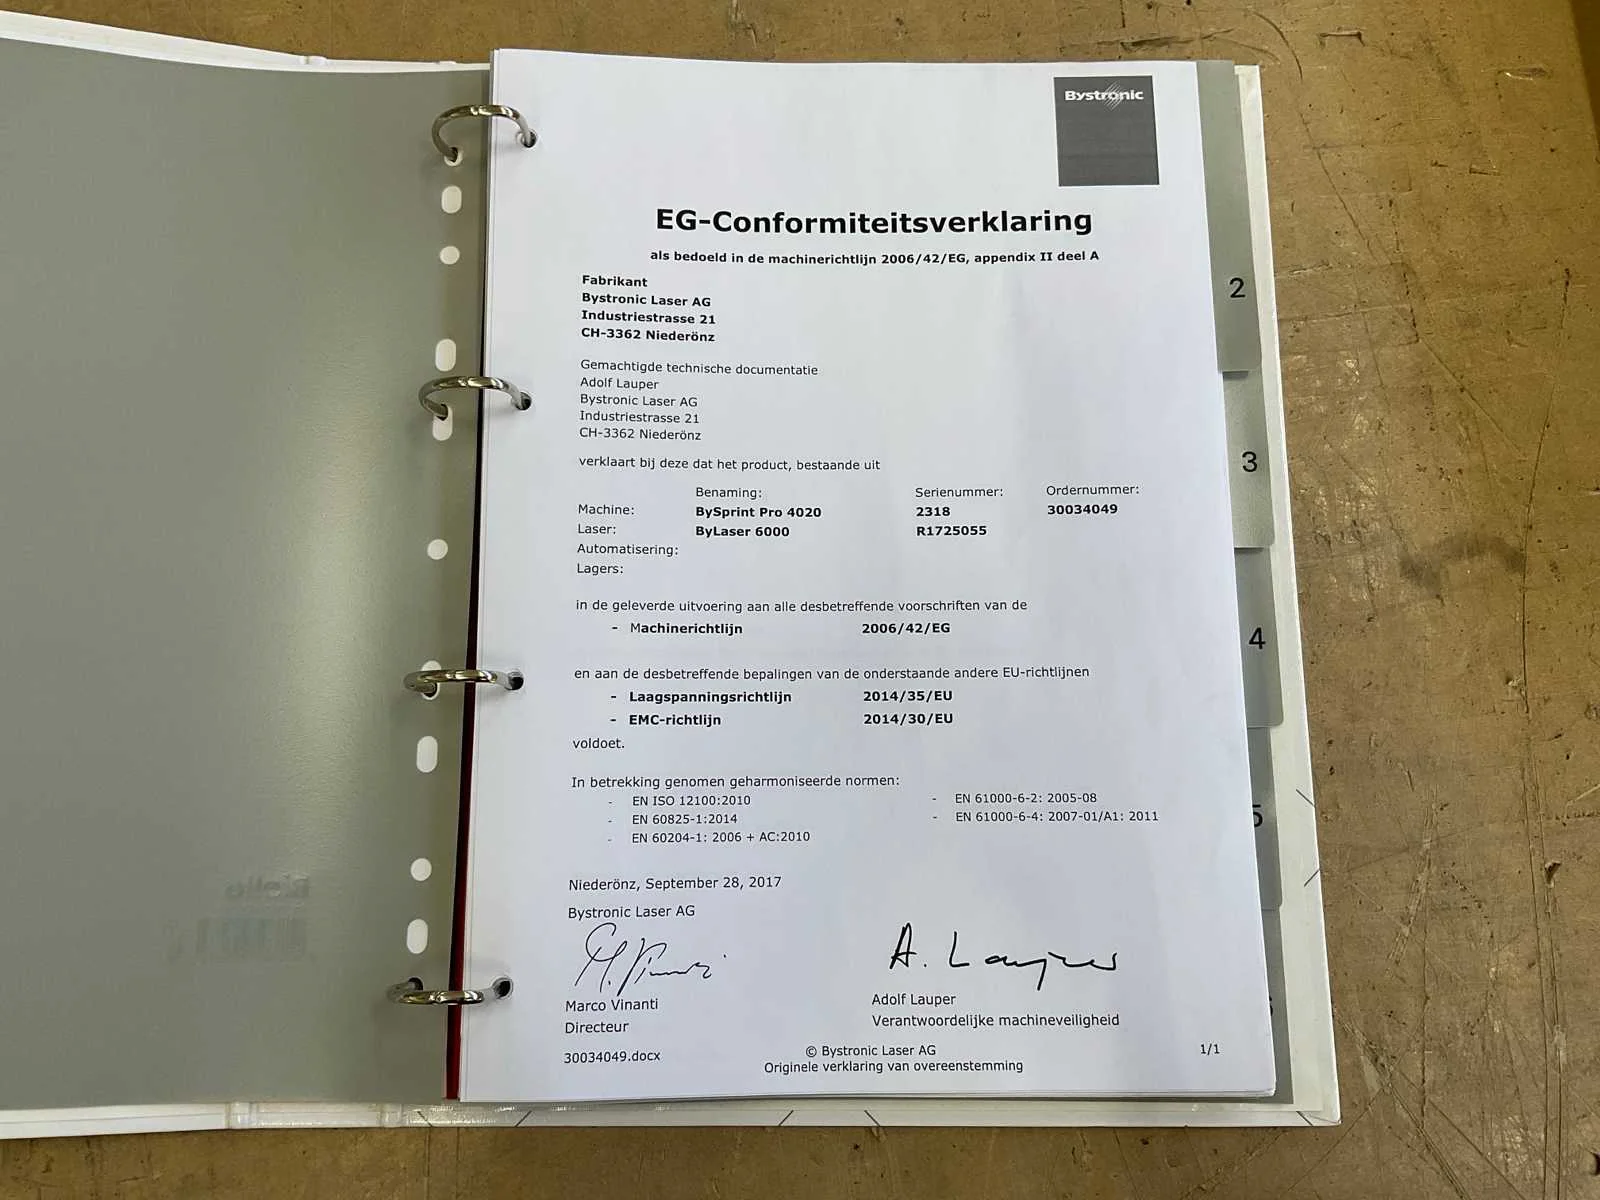 Bystronic
EG-Conformiteitsverklaring
als bedoeld in de machinerichtlijn 2006/42/EG, appendix II deel A
Fabrikant
Bystronic Laser AG
Industriestrasse 21
CH-3362 Niederönz
Gemachtigde technische documentatie
Adolf Lauper
Bystronic Laser AG
Industriestrasse 21
CH-3362 Niederönz
verklaart bij deze dat het product, bestaande uit
Benaming: Serienummer: Ordernummer:
Machine: BySprint Pro 4020 2318 30034049
Laser: ByLaser 6000 R1725055
Automatisering:
Lagers:
in de geleverde uitvoering aan alle desbetreffende voorschriften van de
- Machinerichtlijn 2006/42/EG
en aan de desbetreffende bepalingen van de onderstaande andere EU-richtlijnen
- Laagspanningsrichtlijn 2014/35/EU
- EMC-richtlijn 2014/30/EU
voldoet.
In betrekking genomen geharmoniseerde normen:
- EN ISO 12100:2010 - EN 61000-6-2: 2005-08
- EN 60825-1:2014 - EN 61000-6-4: 2007-01/A1: 2011
- EN 60204-1: 2006 + AC:2010
Niederönz, September 28, 2017
Bystronic Laser AG
A. Lauper
Marco Vinanti Adolf Lauper
Directeur Verantwoordelijke machineveiligheid
30034049.docx © Bystronic Laser AG 1/1
Originele verklaring van overeenstemming
2
3
4
5